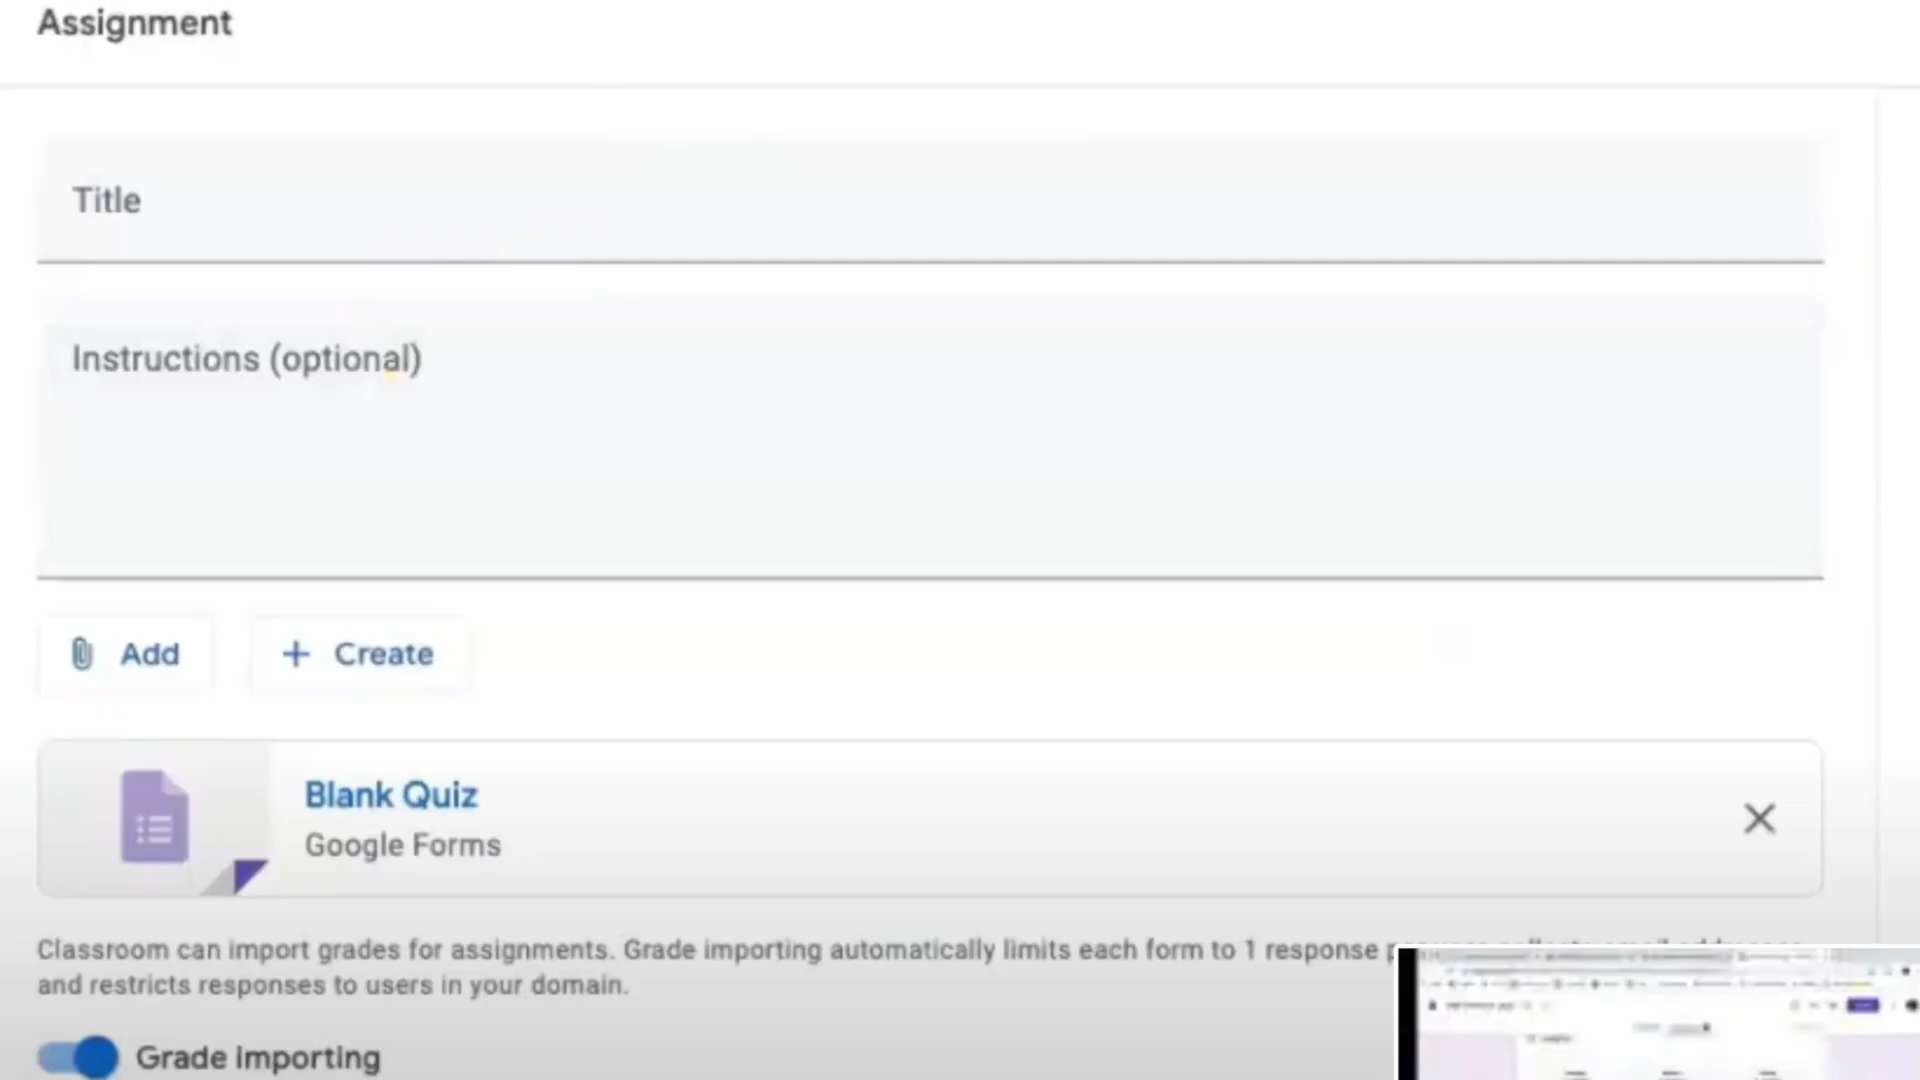 Assignment
Title
Instructions (optional)
Add
Create
Blank Quiz
Google Forms
Classroom can import grades for assignments. Grade importing automatically limits each form to 1 response
and restricts responses to users in your domain.
Grade importing